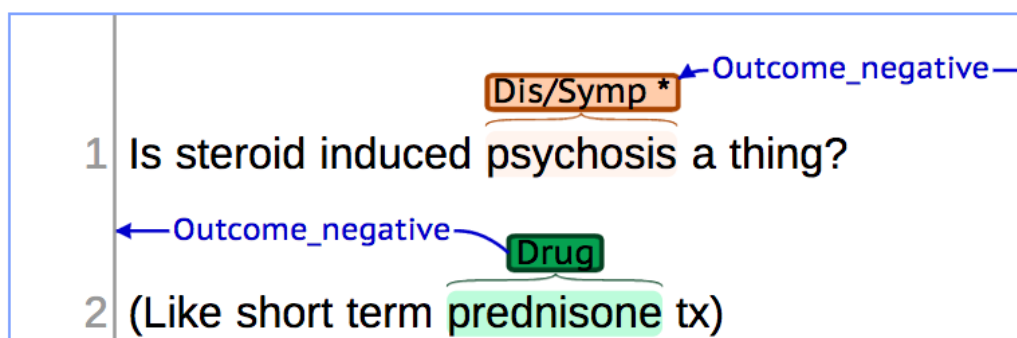 Outcome_negative
Dis/Symp *
1 Is steroid induced psychosis a thing?
Outcome_negative
Drug
2 (Like short term prednisone tx)